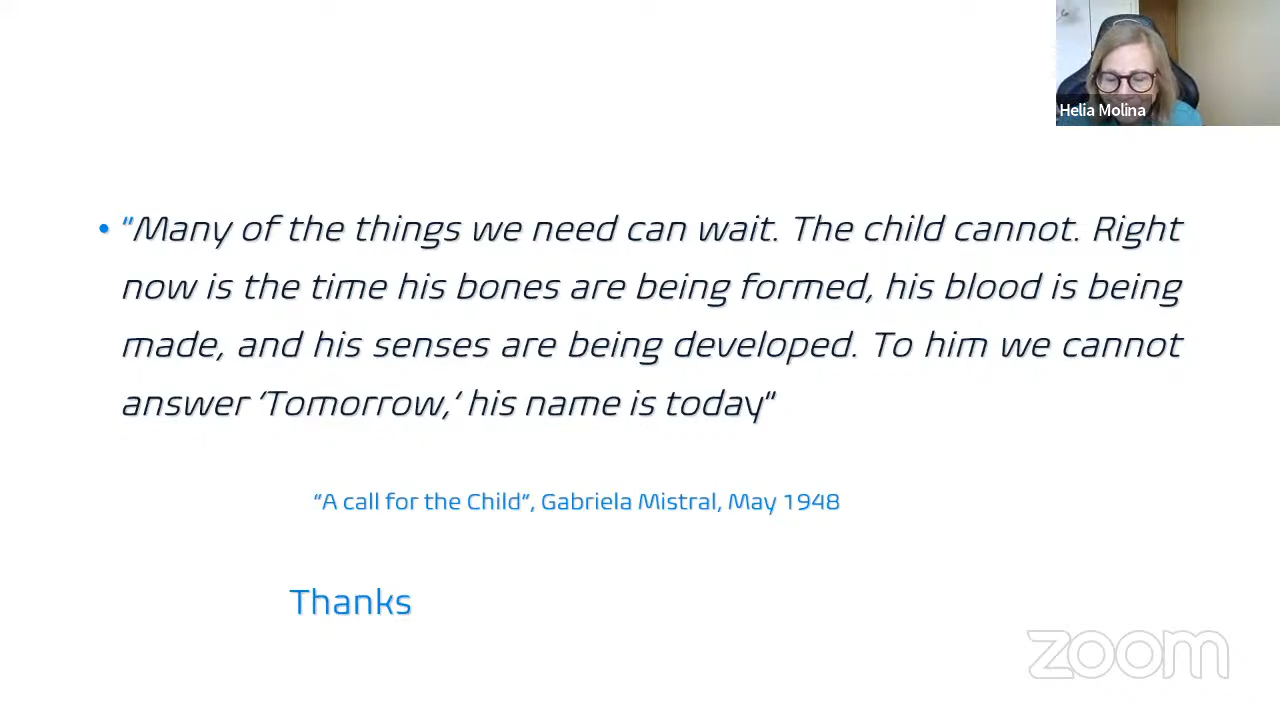 Helia Molina
• "Many of the things we need can wait. The child cannot. Right
now is the time his bones are being formed, his blood is being
made, and his senses are being developed. To him we cannot
answer ‘Tomorrow,‘ his name is today"
"A call for the Child", Gabriela Mistral, May 1948
Thanks
zoom